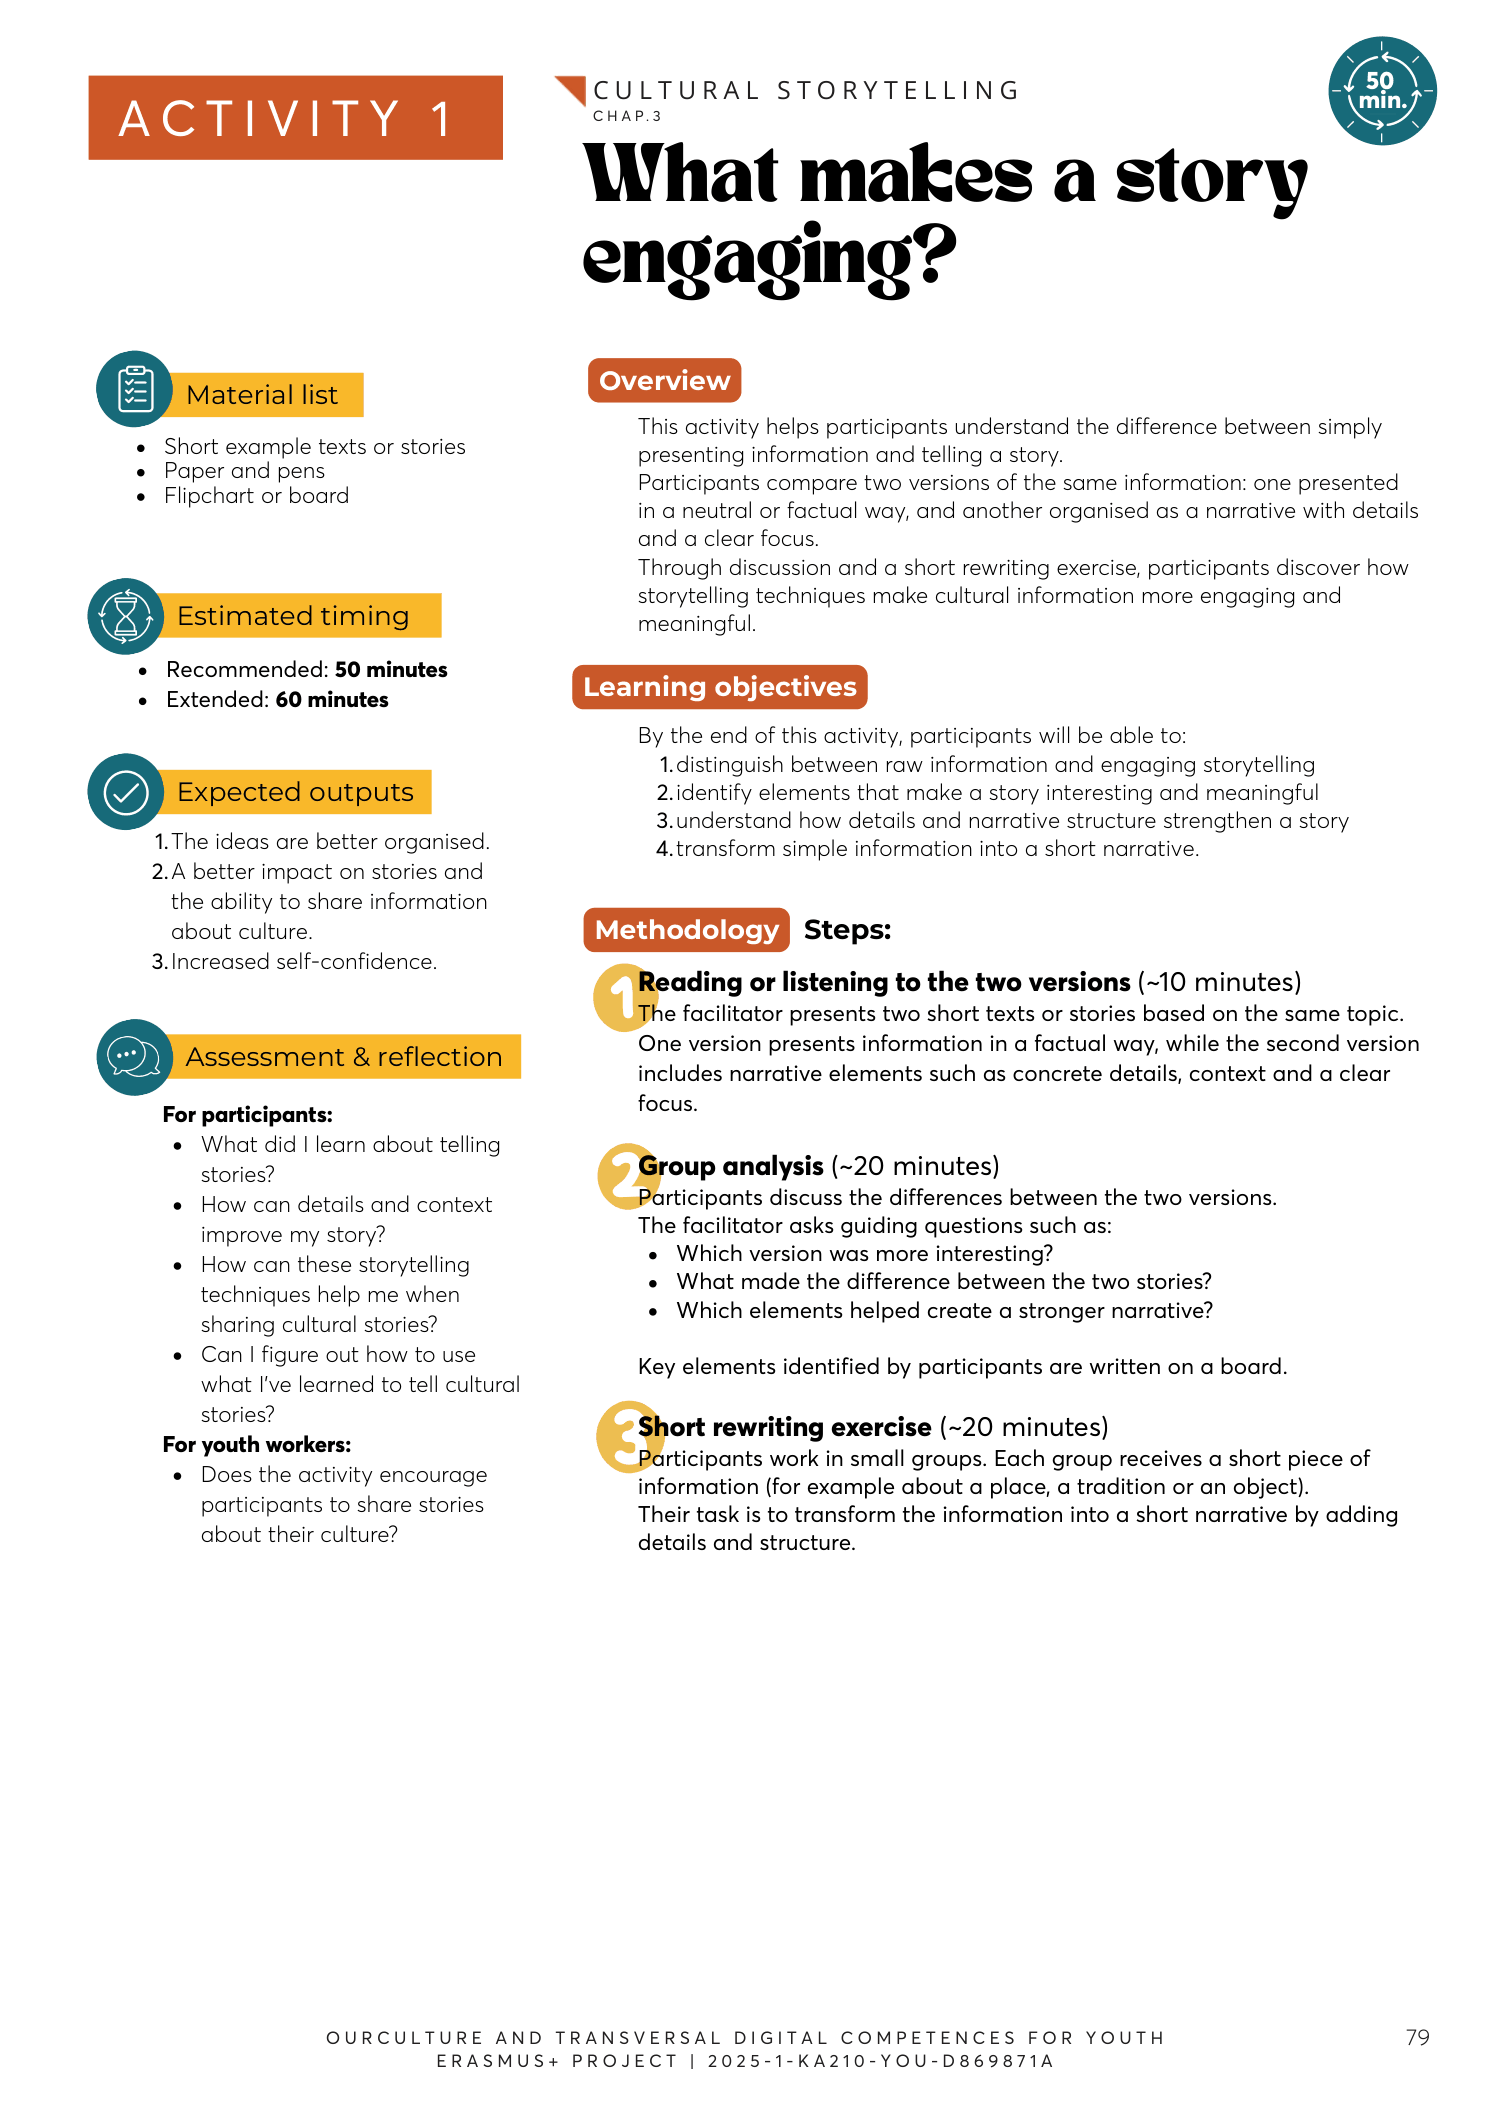 ACTIVITY 1
CULTURAL STORYTELLING
CHAP.3
50
min.
What makes a story
engaging?
Material list
• Short example texts or stories
• Paper and pens
• Flipchart or board
Estimated timing
• Recommended: 50 minutes
• Extended: 60 minutes
Expected outputs
1. The ideas are better organised.
2. A better impact on stories and
the ability to share information
about culture.
3. Increased self-confidence.
Assessment & reflection
For participants:
• What did I learn about telling
stories?
• How can details and context
improve my story?
• How can these storytelling
techniques help me when
sharing cultural stories?
• Can I figure out how to use
what I've learned to tell cultural
stories?
For youth workers:
• Does the activity encourage
participants to share stories
about their culture?
Overview
This activity helps participants understand the difference between simply
presenting information and telling a story.
Participants compare two versions of the same information: one presented
in a neutral or factual way, and another organised as a narrative with details
and a clear focus.
Through discussion and a short rewriting exercise, participants discover how
storytelling techniques make cultural information more engaging and
meaningful.
Learning objectives
By the end of this activity, participants will be able to:
1. distinguish between raw information and engaging storytelling
2. identify elements that make a story interesting and meaningful
3. understand how details and narrative structure strengthen a story
4. transform simple information into a short narrative.
Methodology Steps:
1 Reading or listening to the two versions (~10 minutes)
The facilitator presents two short texts or stories based on the same topic.
One version presents information in a factual way, while the second version
includes narrative elements such as concrete details, context and a clear
focus.
2 Group analysis (~20 minutes)
Participants discuss the differences between the two versions.
The facilitator asks guiding questions such as:
• Which version was more interesting?
• What made the difference between the two stories?
• Which elements helped create a stronger narrative?
Key elements identified by participants are written on a board.
3 Short rewriting exercise (~20 minutes)
Participants work in small groups. Each group receives a short piece of
information (for example about a place, a tradition or an object).
Their task is to transform the information into a short narrative by adding
details and structure.
OURCULTURE AND TRANSVERSAL DIGITAL COMPETENCES FOR YOUTH
ERASMUS+ PROJECT | 2025-1-KA210-YOU-D869871A
79